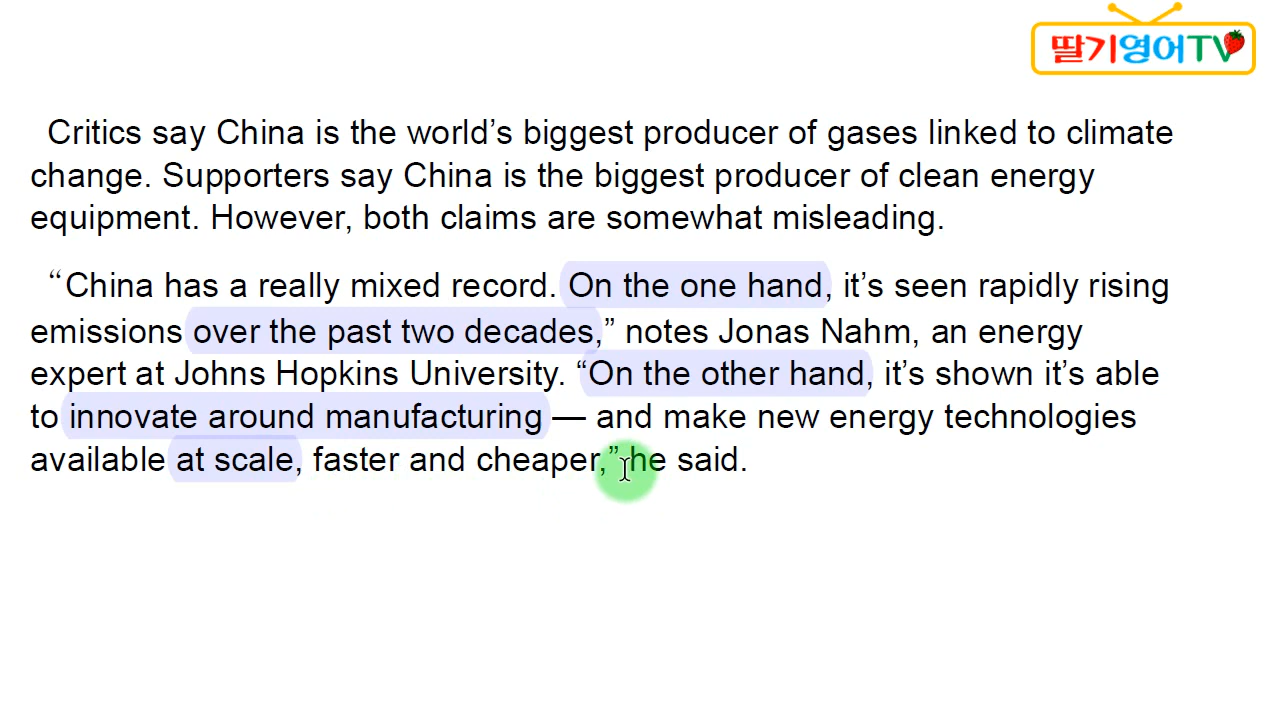 딸기영어TV
Critics say China is the world’s biggest producer of gases linked to climate
change. Supporters say China is the biggest producer of clean energy
equipment. However, both claims are somewhat misleading.
“China has a really mixed record. On the one hand, it’s seen rapidly rising
emissions over the past two decades,” notes Jonas Nahm, an energy
expert at Johns Hopkins University. “On the other hand, it’s shown it’s able
to innovate around manufacturing — and make new energy technologies
available at scale, faster and cheaper,” he said.